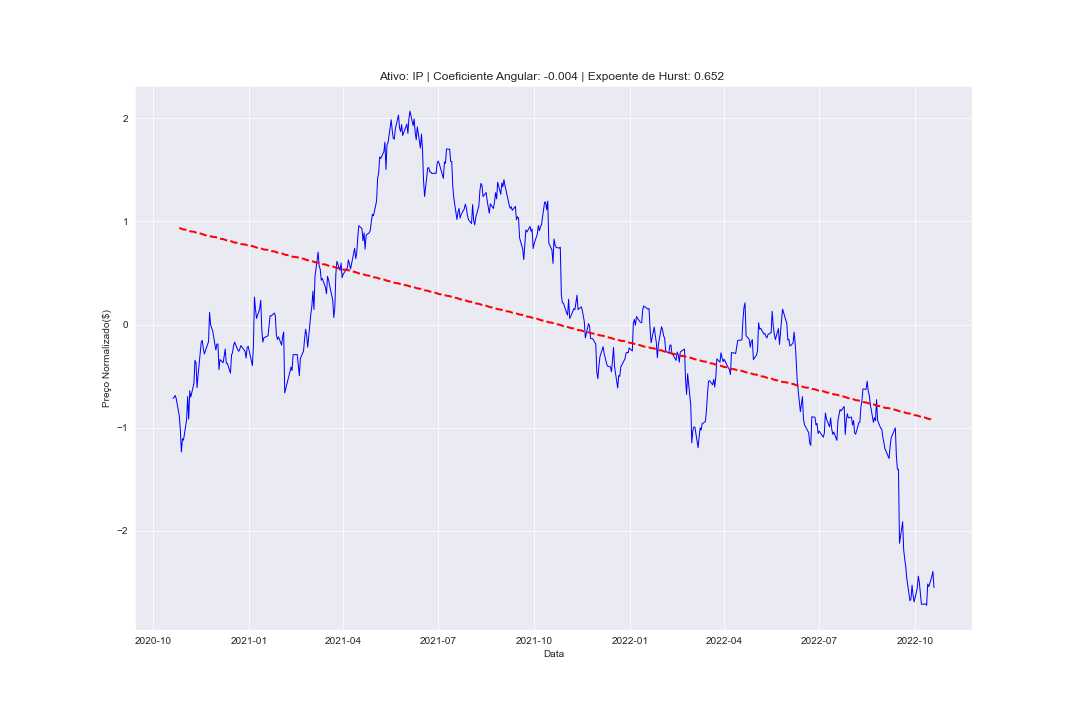 Ativo: IP | Coeficiente Angular: -0.004 | Expoente de Hurst: 0.652
Preço Normalizado($)
2
1
0
−1
−2
2020-10 2021-01 2021-04 2021-07 2021-10 2022-01 2022-04 2022-07 2022-10
Data